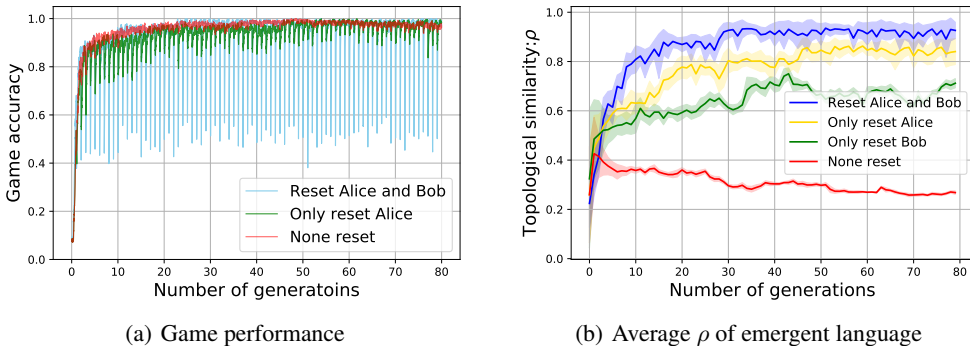 1.0
0.8
0.6
0.4
0.2
0.0
Game accuracy
Reset Alice and Bob
Only reset Alice
None reset
0
10
20
30
40
50
60
70
80
Number of generatoins
(a) Game performance
1.0
0.8
0.6
0.4
0.2
0.0
Topological similarity:ρ
Reset Alice and Bob
Only reset Alice
Only reset Bob
None reset
0
10
20
30
40
50
60
70
80
Number of generations
(b) Average ρ of emergent language